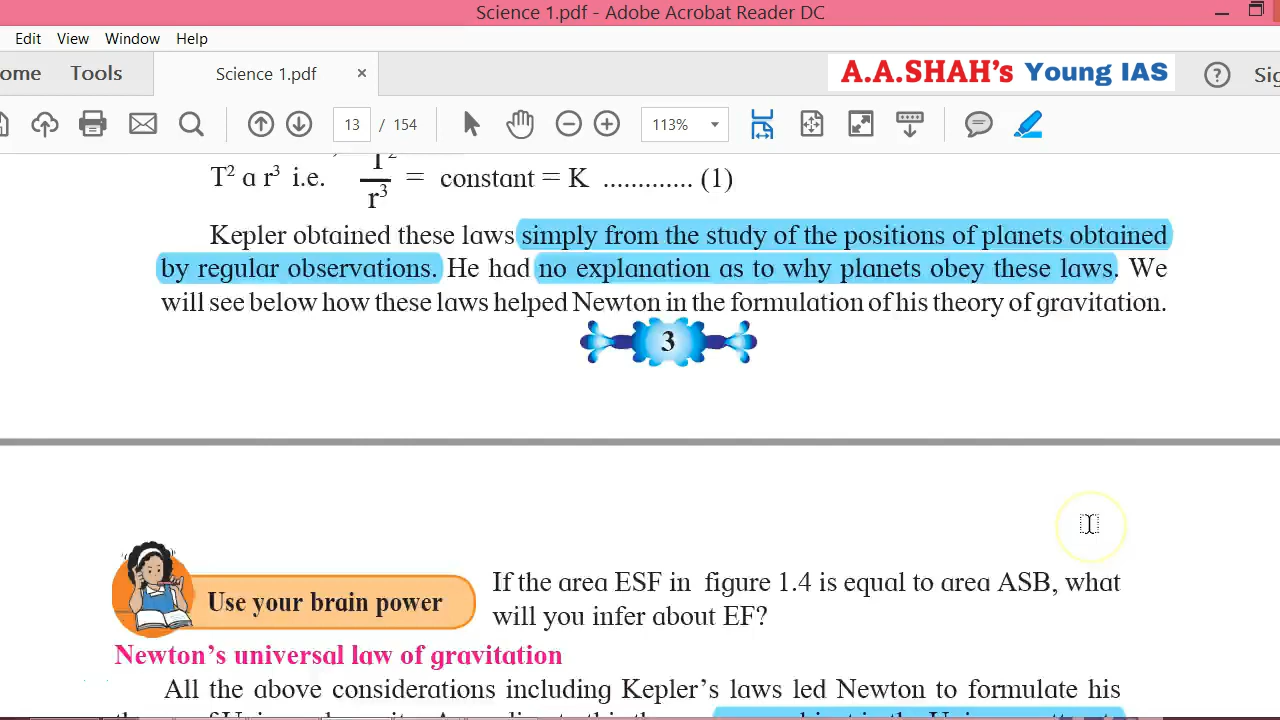 Science 1.pdf - Adobe Acrobat Reader DC
Edit View Window Help
ome Tools Science 1.pdf × A.A.SHAH's Young IAS ? Sig
13 / 154 113%
T² a r³ i.e. T²/r³ = constant = K ............. (1)
Kepler obtained these laws simply from the study of the positions of planets obtained
by regular observations. He had no explanation as to why planets obey these laws. We
will see below how these laws helped Newton in the formulation of his theory of gravitation.
3
If the area ESF in figure 1.4 is equal to area ASB, what
Use your brain power
will you infer about EF?
Newton's universal law of gravitation
All the above considerations including Kepler's laws led Newton to formulate his